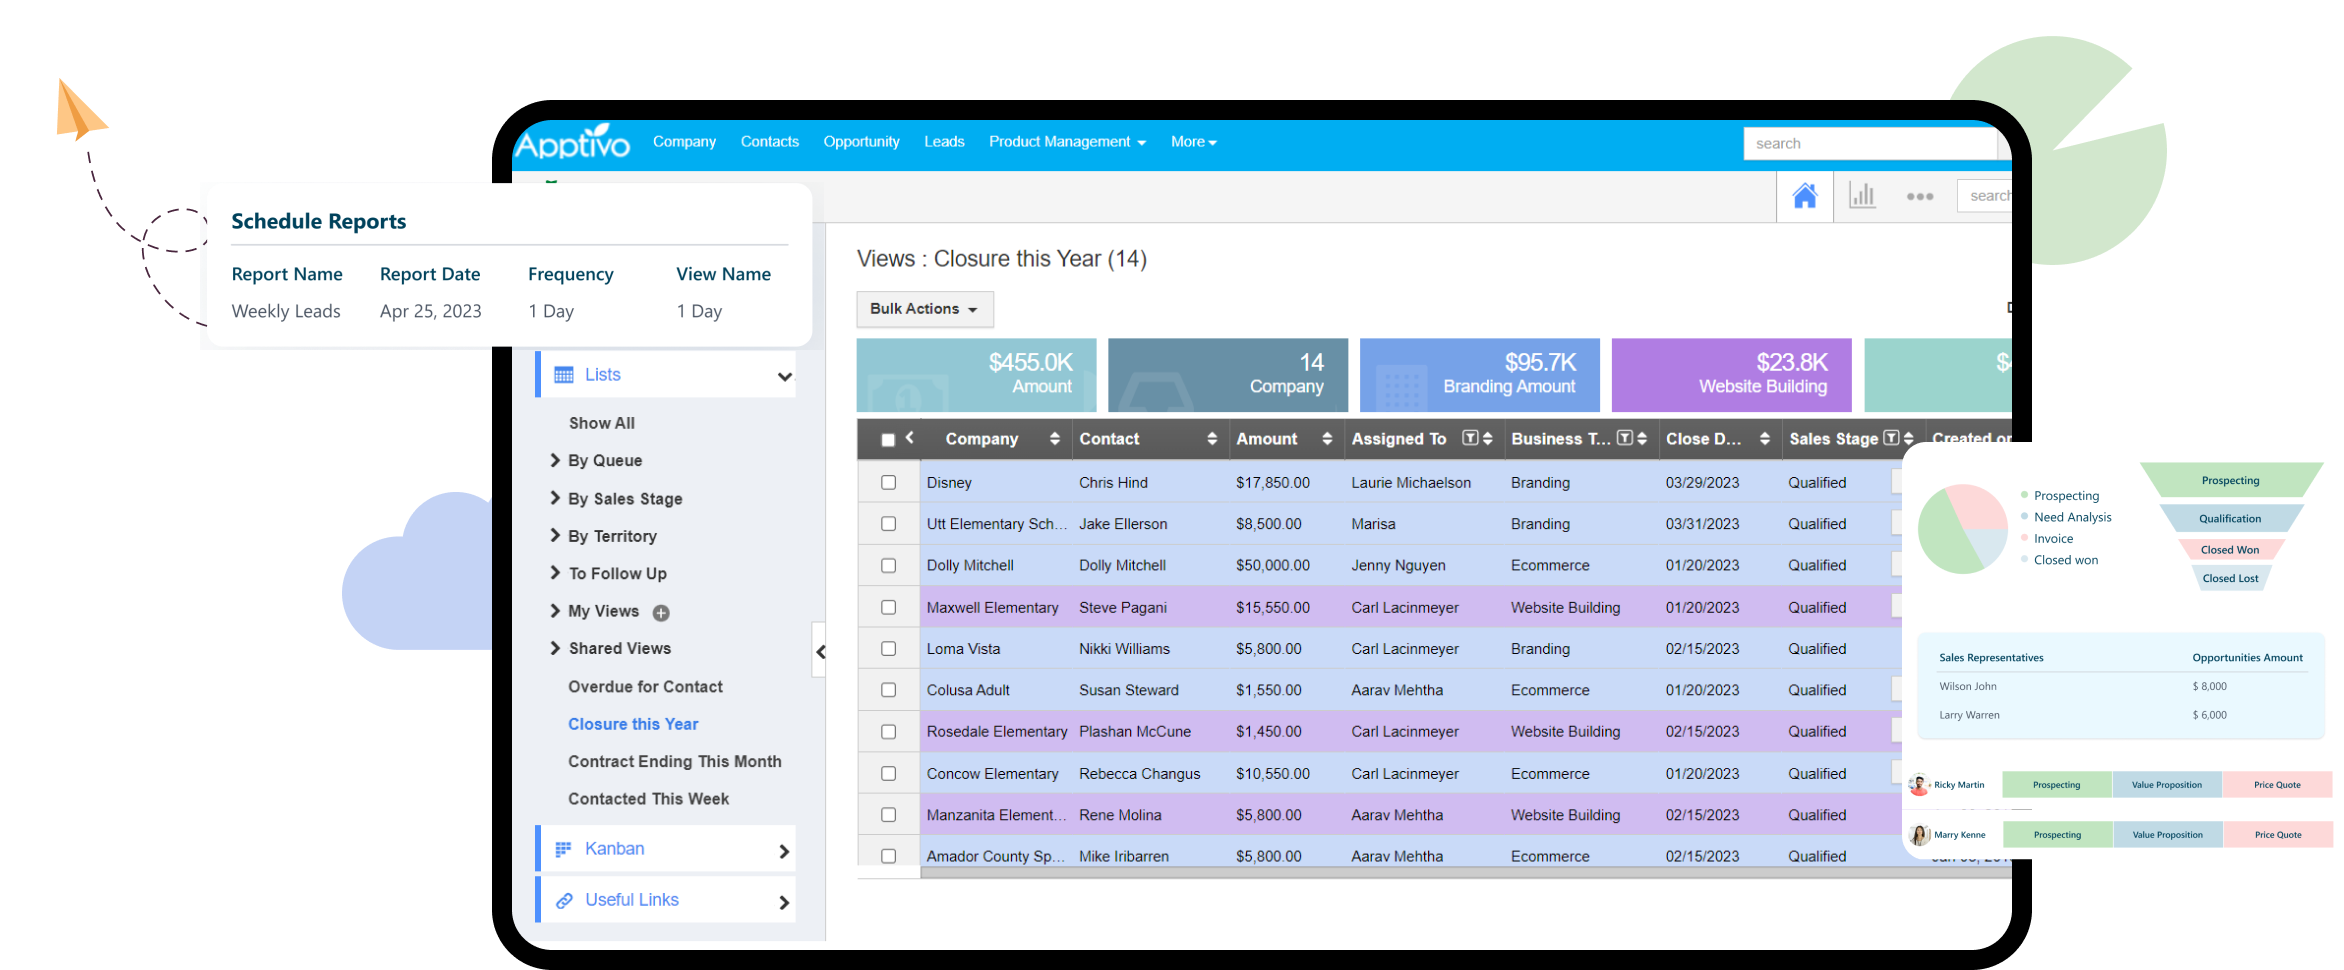 Apptivo Company Contacts Opportunity Leads Product Management More search
search
Schedule Reports
Report Name Report Date Frequency View Name
Weekly Leads Apr 25, 2023 1 Day 1 Day
Lists
Show All
By Queue
By Sales Stage
By Territory
To Follow Up
My Views
Shared Views
Overdue for Contact
Closure this Year
Contract Ending This Month
Contacted This Week
Kanban
Useful Links
Views : Closure this Year (14)
Bulk Actions
$455.0K 14 $95.7K $23.8K
Amount Company Branding Amount Website Building
Company Contact Amount Assigned To Business T... Close D... Sales Stage Created on
Disney Chris Hind $17,850.00 Laurie Michaelson Branding 03/29/2023 Qualified
Utt Elementary Sch... Jake Ellerson $8,500.00 Marisa Branding 03/31/2023 Qualified
Dolly Mitchell Dolly Mitchell $50,000.00 Jenny Nguyen Ecommerce 01/20/2023 Qualified
Maxwell Elementary Steve Pagani $15,550.00 Carl Lacinmeyer Website Building 01/20/2023 Qualified
Loma Vista Nikki Williams $5,800.00 Carl Lacinmeyer Branding 02/15/2023 Qualified
Colusa Adult Susan Steward $1,550.00 Aarav Mehtha Ecommerce 01/20/2023 Qualified
Rosedale Elementary Plashan McCune $1,450.00 Carl Lacinmeyer Website Building 02/15/2023 Qualified
Concow Elementary Rebecca Changus $10,550.00 Carl Lacinmeyer Ecommerce 01/20/2023 Qualified
Manzanita Element... Rene Molina $5,800.00 Aarav Mehtha Website Building 02/15/2023 Qualified
Amador County Sp... Mike Iribarren $5,800.00 Aarav Mehtha Ecommerce 02/15/2023 Qualified
Prospecting
Need Analysis
Invoice
Closed won
Prospecting
Qualification
Closed Won
Closed Lost
Sales Representatives Opportunities Amount
Wilson John $ 8,000
Larry Warren $ 6,000
Ricky Martin Prospecting Value Proposition Price Quote
Marry Kenne Prospecting Value Proposition Price Quote